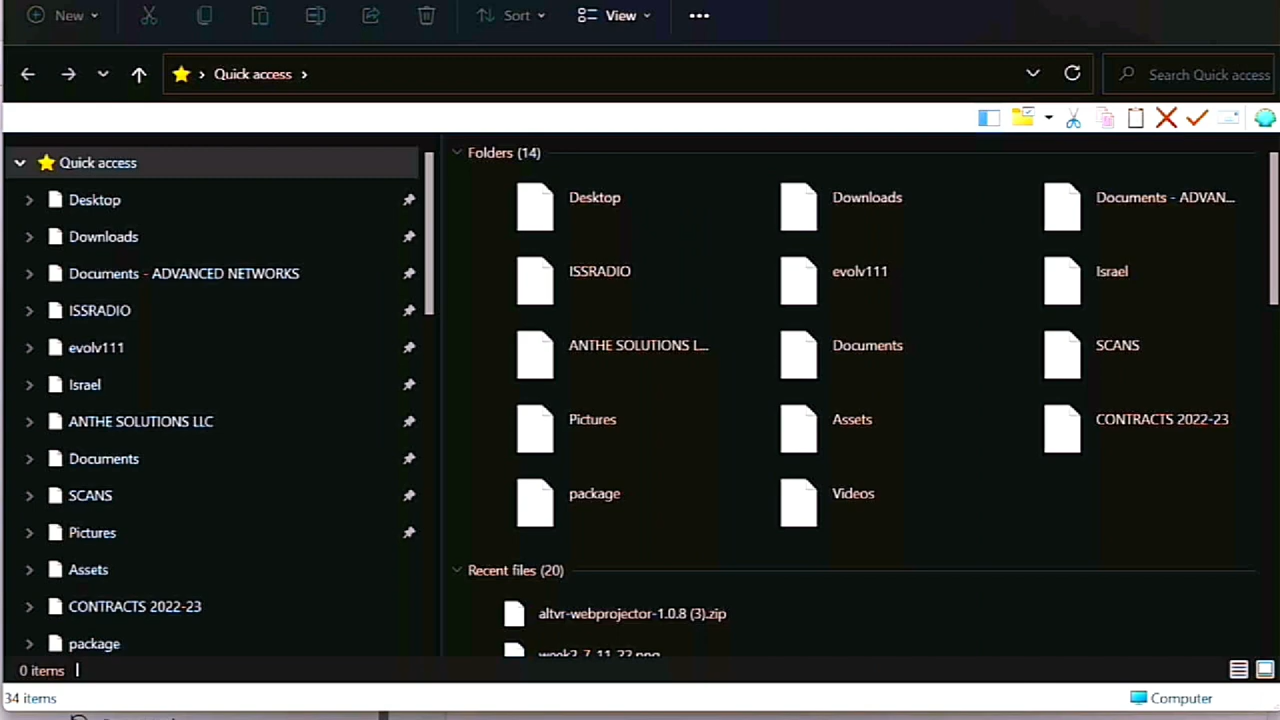 New Sort View
Quick access
Search Quick access
Quick access
Desktop
Downloads
Documents - ADVANCED NETWORKS
ISSRADIO
evolv111
Israel
ANTHE SOLUTIONS LLC
Documents
SCANS
Pictures
Assets
CONTRACTS 2022-23
package
Folders (14)
Desktop Downloads Documents - ADVAN...
ISSRADIO evolv111 Israel
ANTHE SOLUTIONS L... Documents SCANS
Pictures Assets CONTRACTS 2022-23
package Videos
Recent files (20)
altvr-webprojector-1.0.8 (3).zip
week2_7_11_22.png
0 items
34 items Computer